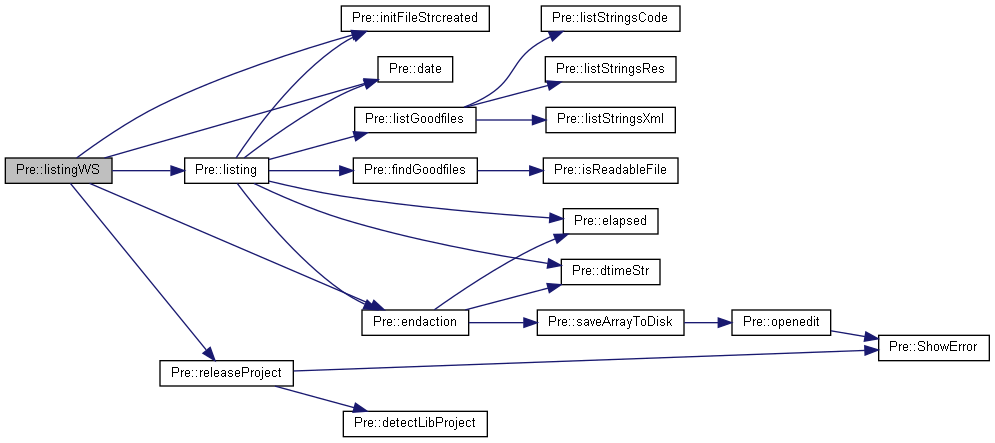 Pre::initFileStrcreated
Pre::listStringsCode
Pre::date
Pre::listStringsRes
Pre::listGoodfiles
Pre::listStringsXml
Pre::listingWS
Pre::listing
Pre::findGoodfiles
Pre::isReadableFile
Pre::elapsed
Pre::dtimeStr
Pre::endaction
Pre::saveArrayToDisk
Pre::openedit
Pre::ShowError
Pre::releaseProject
Pre::detectLibProject